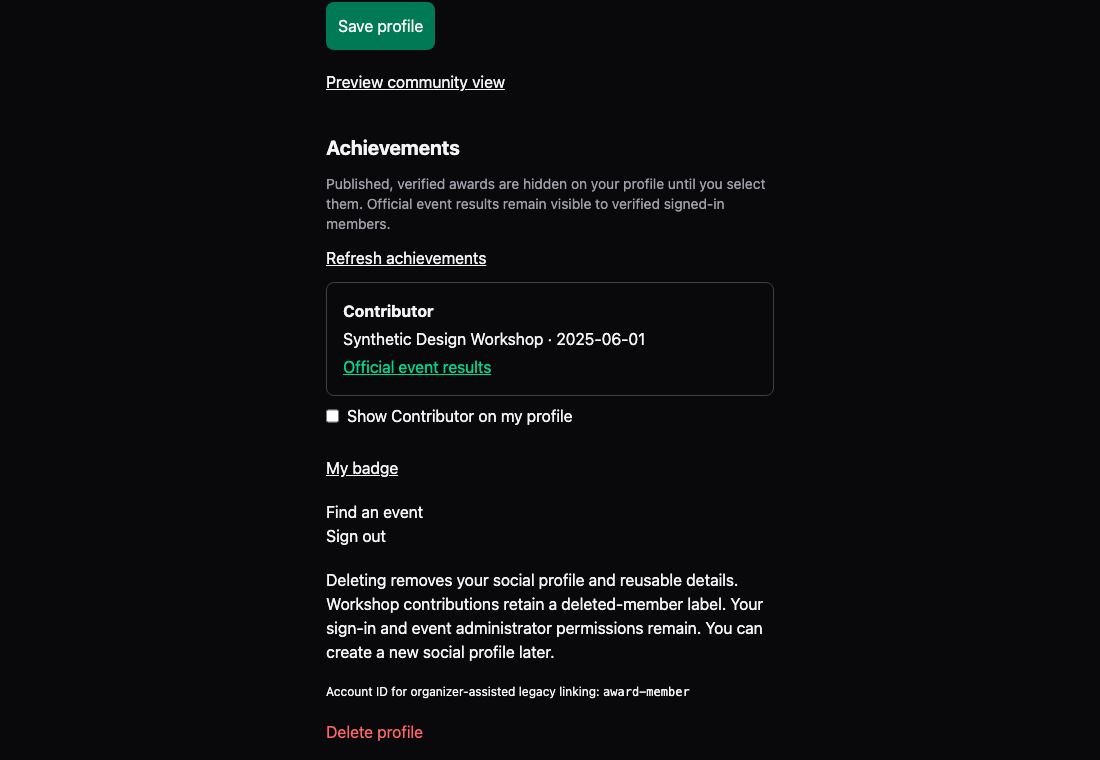 Save profile
Preview community view
Achievements
Published, verified awards are hidden on your profile until you select
them. Official event results remain visible to verified signed-in
members.
Refresh achievements
Contributor
Synthetic Design Workshop · 2025-06-01
Official event results
Show Contributor on my profile
My badge
Find an event
Sign out
Deleting removes your social profile and reusable details.
Workshop contributions retain a deleted-member label. Your
sign-in and event administrator permissions remain. You can
create a new social profile later.
Account ID for organizer-assisted legacy linking: award-member
Delete profile